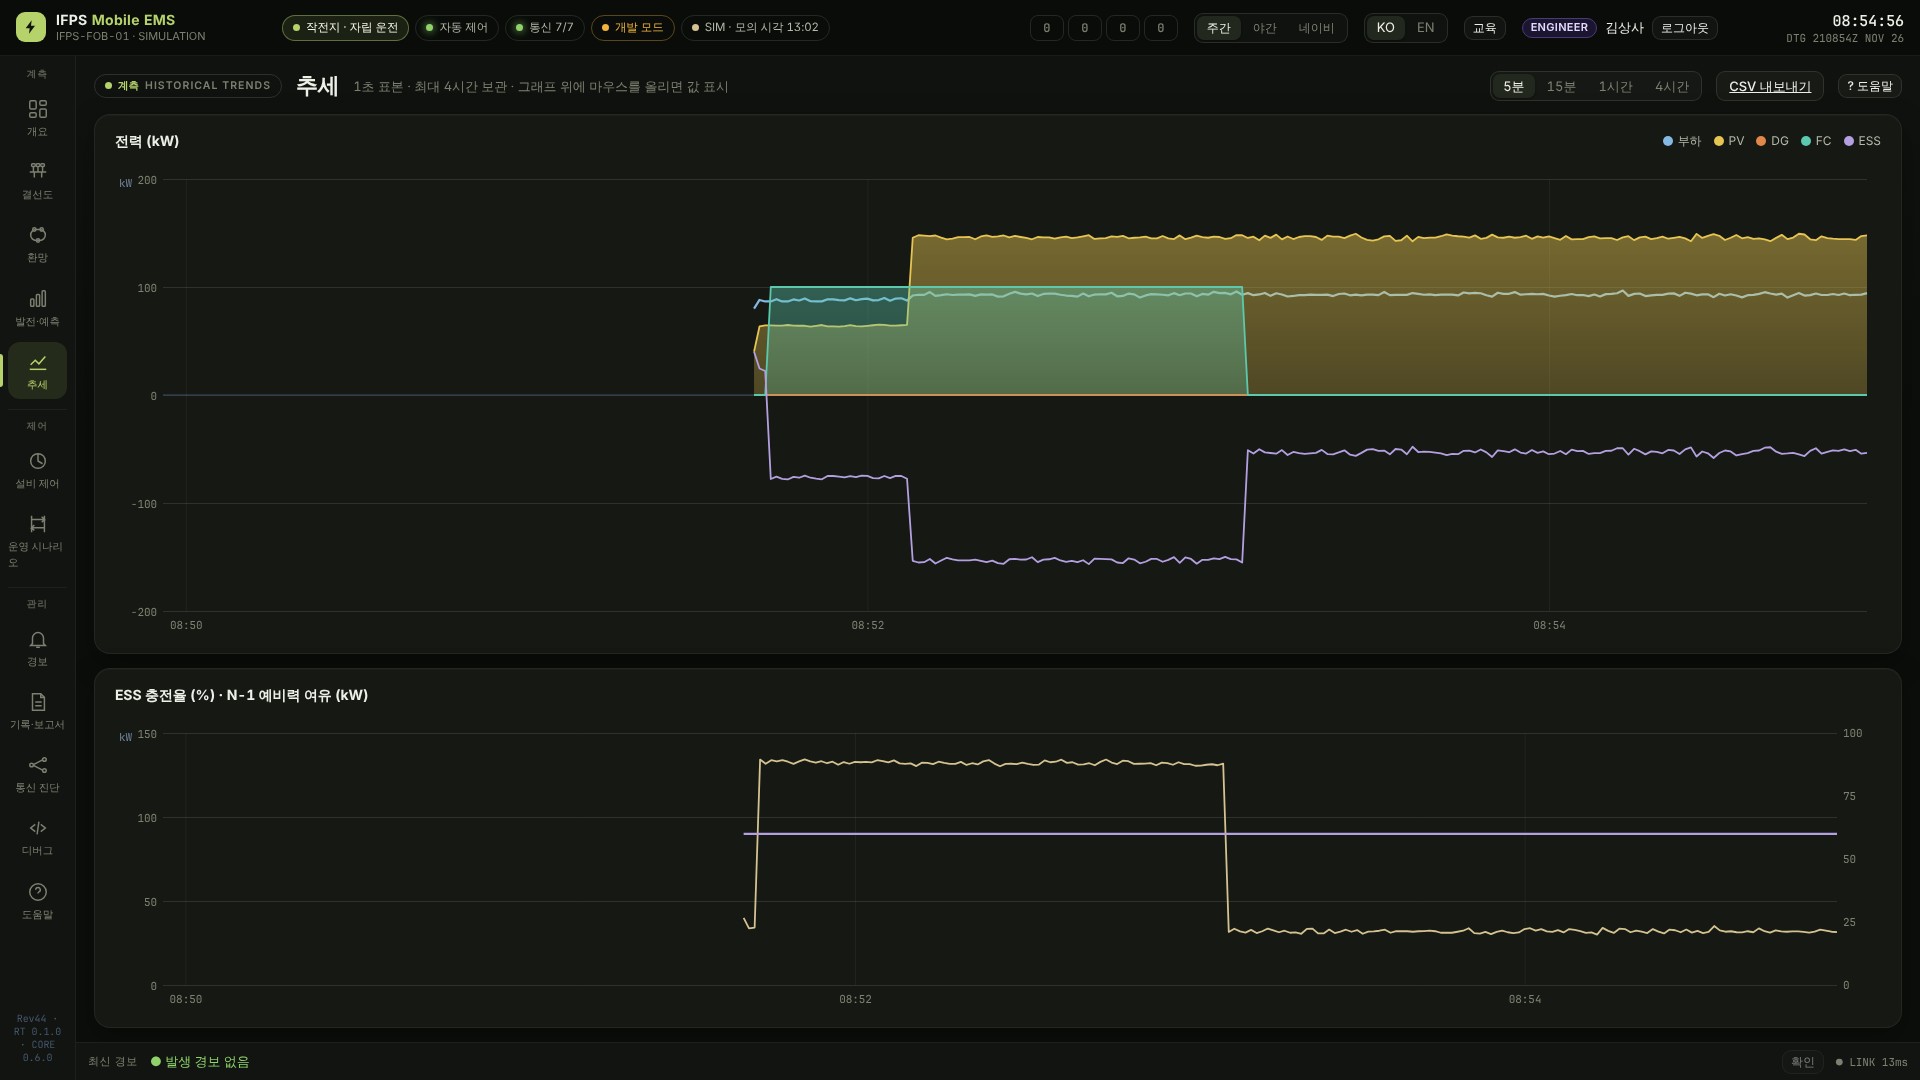 IFPS Mobile EMS
IFPS-FOB-01 · SIMULATION
작전지 · 자립 운전
자동 제어
통신 7/7
개발 모드
SIM · 모의 시각 13:02
0 0 0 0
주간 야간 네이비
KO EN
교육
ENGINEER 김상사 로그아웃
08:54:56
DTG 210854Z NOV 26
계측
개요
결선도
환망
발전·예측
추세
제어
설비 제어
운영 시나리
오
관리
경보
기록·보고서
통신 진단
디버그
도움말
Rev44 ·
RT 0.1.0
· CORE
0.6.0
계측 HISTORICAL TRENDS
추세
1초 표본 · 최대 4시간 보관 · 그래프 위에 마우스를 올리면 값 표시
5분 15분 1시간 4시간
CSV 내보내기
? 도움말
전력 (kW)
부하 PV DG FC ESS
kW 200
100
0
-100
-200
08:50 08:52 08:54
ESS 충전율 (%) · N-1 예비력 여유 (kW)
kW 150 100
75
100
50
50
25
0 0
08:50 08:52 08:54
최신 경보 발생 경보 없음
확인 LINK 13ms